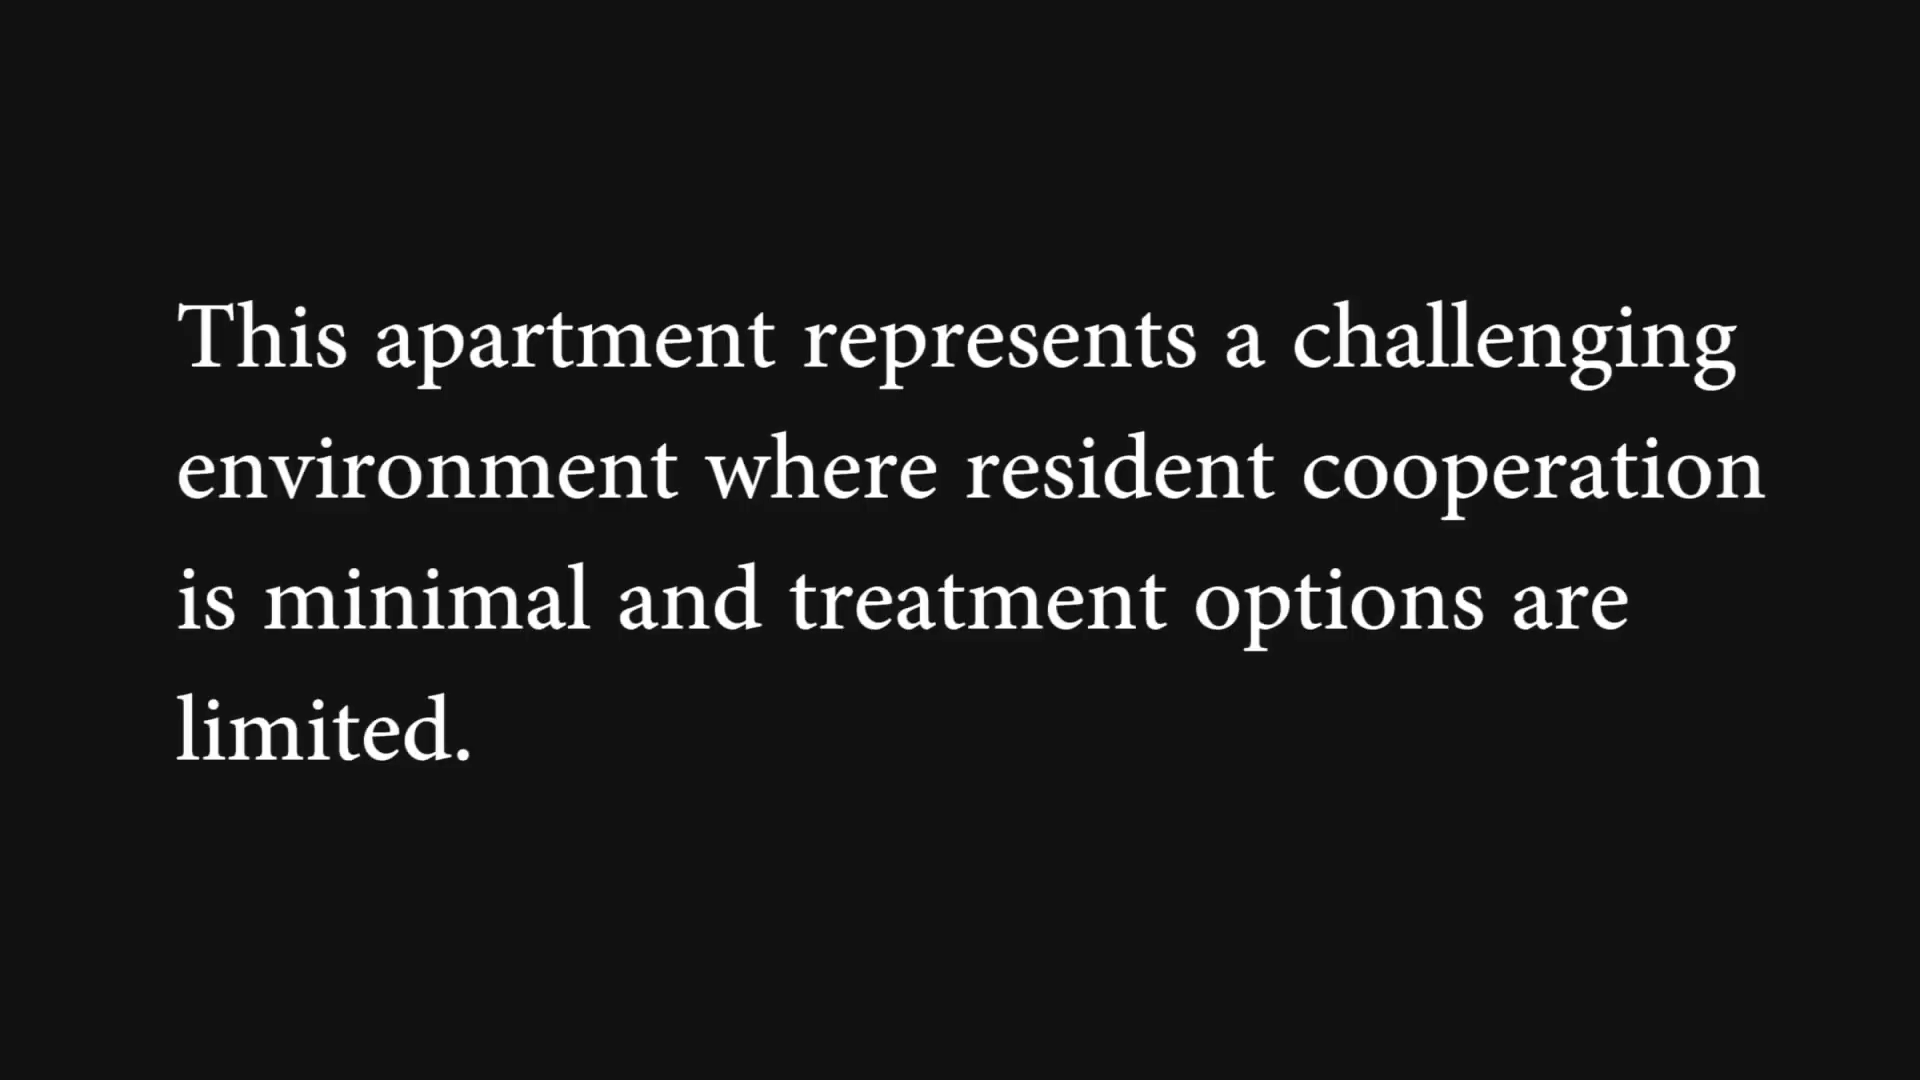 This apartment represents a challenging
environment where resident cooperation
is minimal and treatment options are
limited.